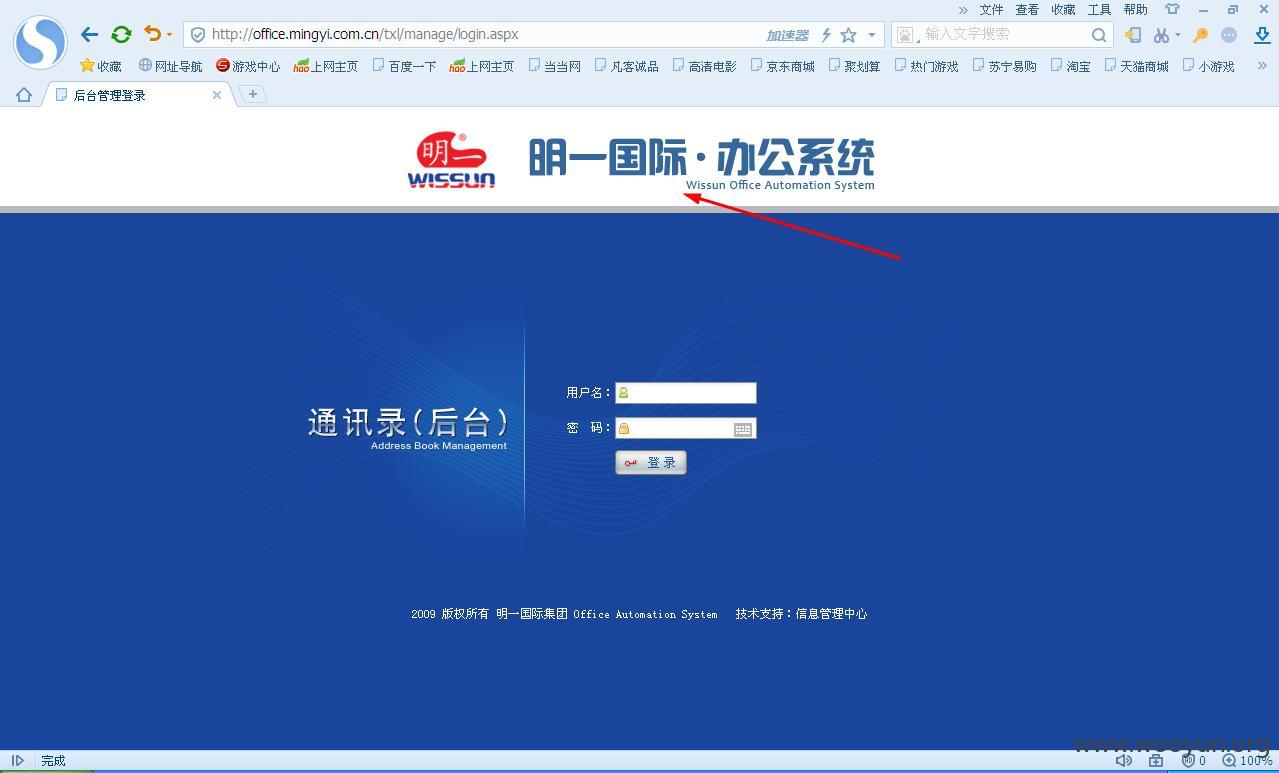 » 文件 查看 收藏 工具 帮助
http://office.mingyi.com.cn/txl/manage/login.aspx 加速器 输入文字搜索
收藏 网址导航 游戏中心 hao 上网主页 百度一下 hao 上网主页 当当网 凡客诚品 高清电影 京东商城 聚划算 热门游戏 苏宁易购 淘宝 天猫商城 小游戏 »
后台管理登录
明一® WISSUN
明一国际·办公系统
Wissun Office Automation System
用户名：
通讯录(后台)
Address Book Management
密 码：
登录
2009 版权所有 明一国际集团 Office Automation System 技术支持：信息管理中心
www.wooyun.org
完成 0 100%